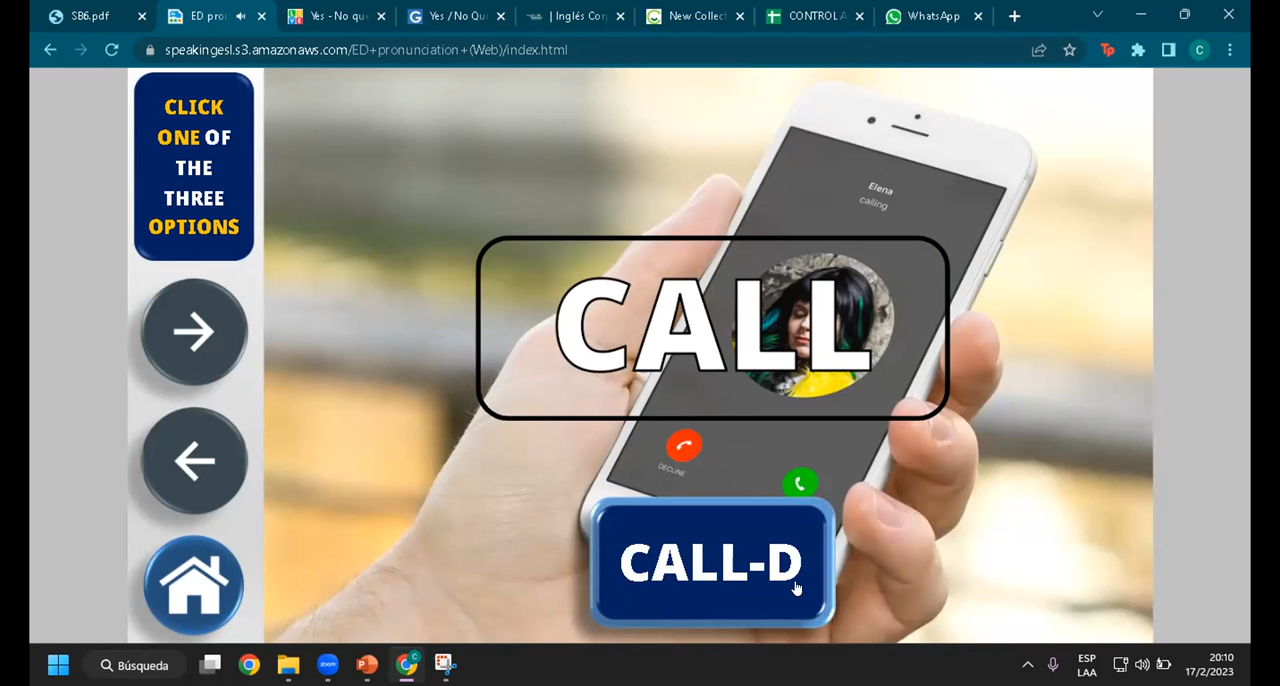 SB6.pdf
ED pro
Yes - No qu
Yes / No Qu
| Inglés Cor
New Collect
CONTROL A
WhatsApp
speakingesl.s3.amazonaws.com/ED+pronunciation+(Web)/index.html
Tp
C
CLICK
ONE OF
THE
THREE
OPTIONS
Elena
calling
CALL
DECLINE
CALL-D
Búsqueda
zoom
C
ESP
LAA
20:10
17/2/2023